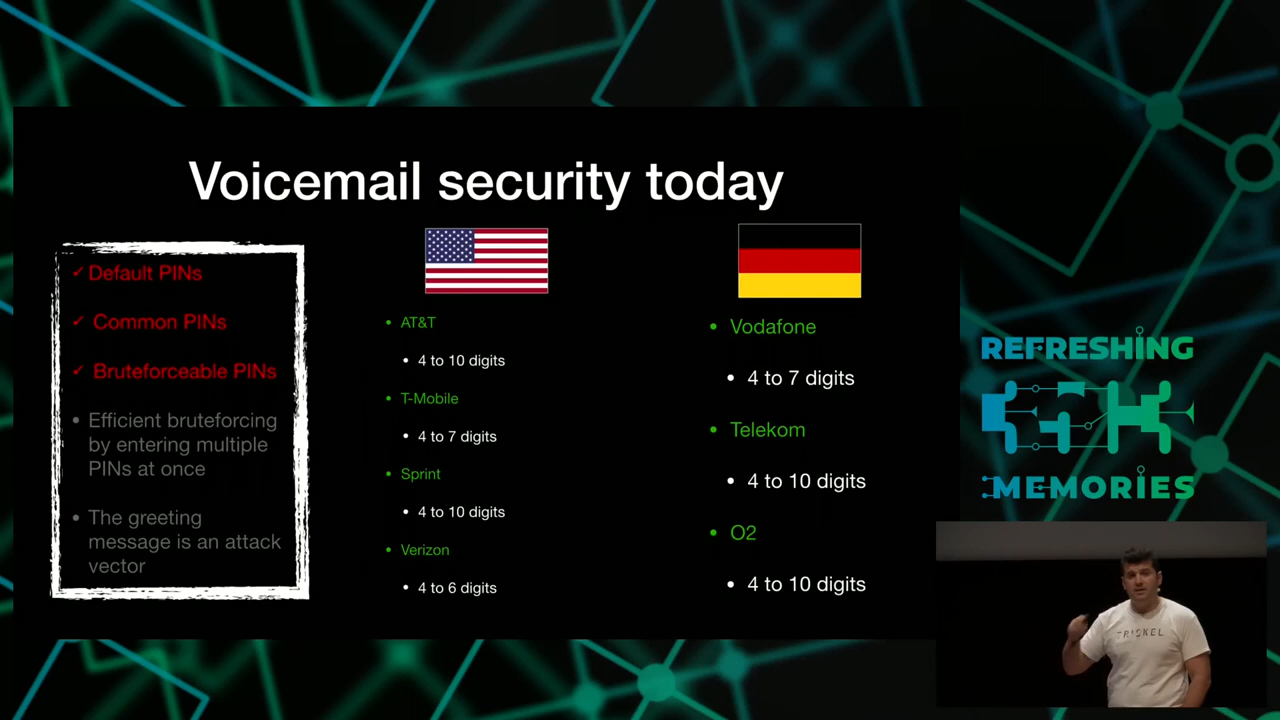 Voicemail security today
✓ Default PINs
✓ Common PINs
✓ Bruteforceable PINs
• Efficient bruteforcing
by entering multiple
PINs at once
• The greeting
message is an attack
vector
• AT&T
• 4 to 10 digits
• T-Mobile
• 4 to 7 digits
• Sprint
• 4 to 10 digits
• Verizon
• 4 to 6 digits
• Vodafone
• 4 to 7 digits
• Telekom
• 4 to 10 digits
• O2
• 4 to 10 digits
REFRESHING
MEMORIES